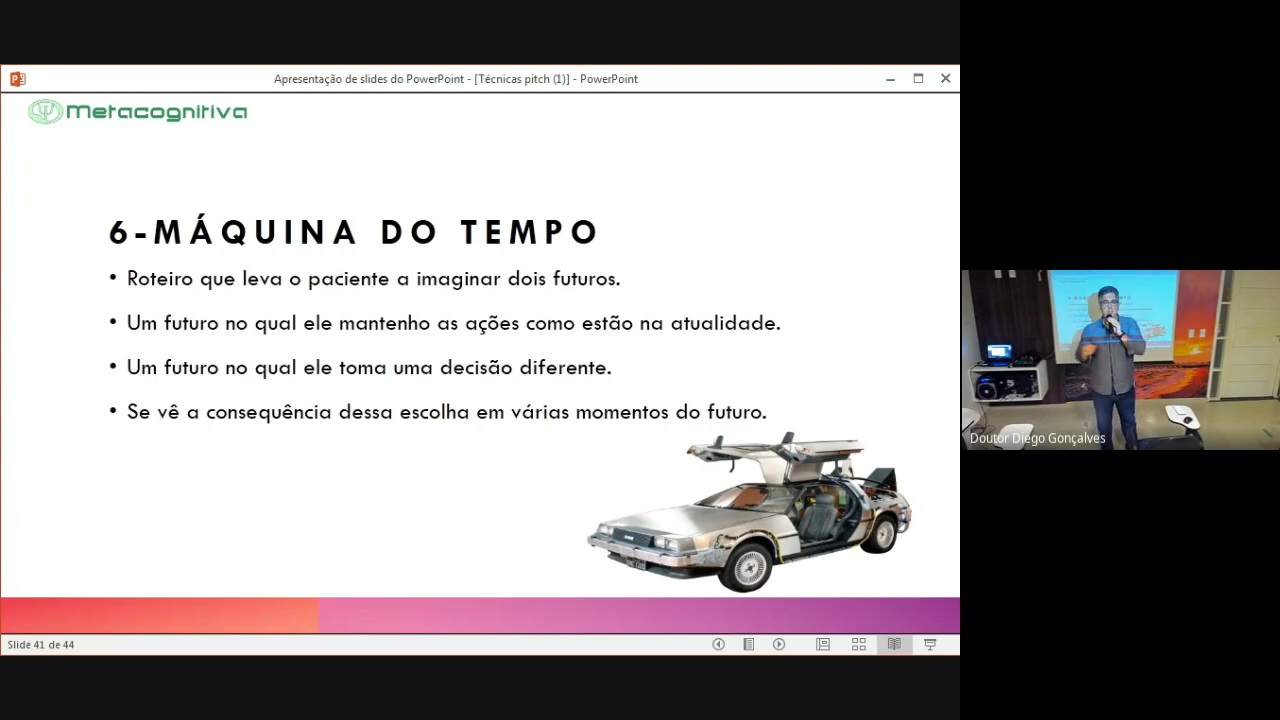 Apresentação de slides do PowerPoint - [Técnicas pitch (1)] - PowerPoint
Metacognitiva
6-MÁQUINA DO TEMPO
• Roteiro que leva o paciente a imaginar dois futuros.
• Um futuro no qual ele mantenho as ações como estão na atualidade.
• Um futuro no qual ele toma uma decisão diferente.
• Se vê a consequência dessa escolha em várias momentos do futuro.
Slide 41 de 44
Doutor Diego Gonçalves